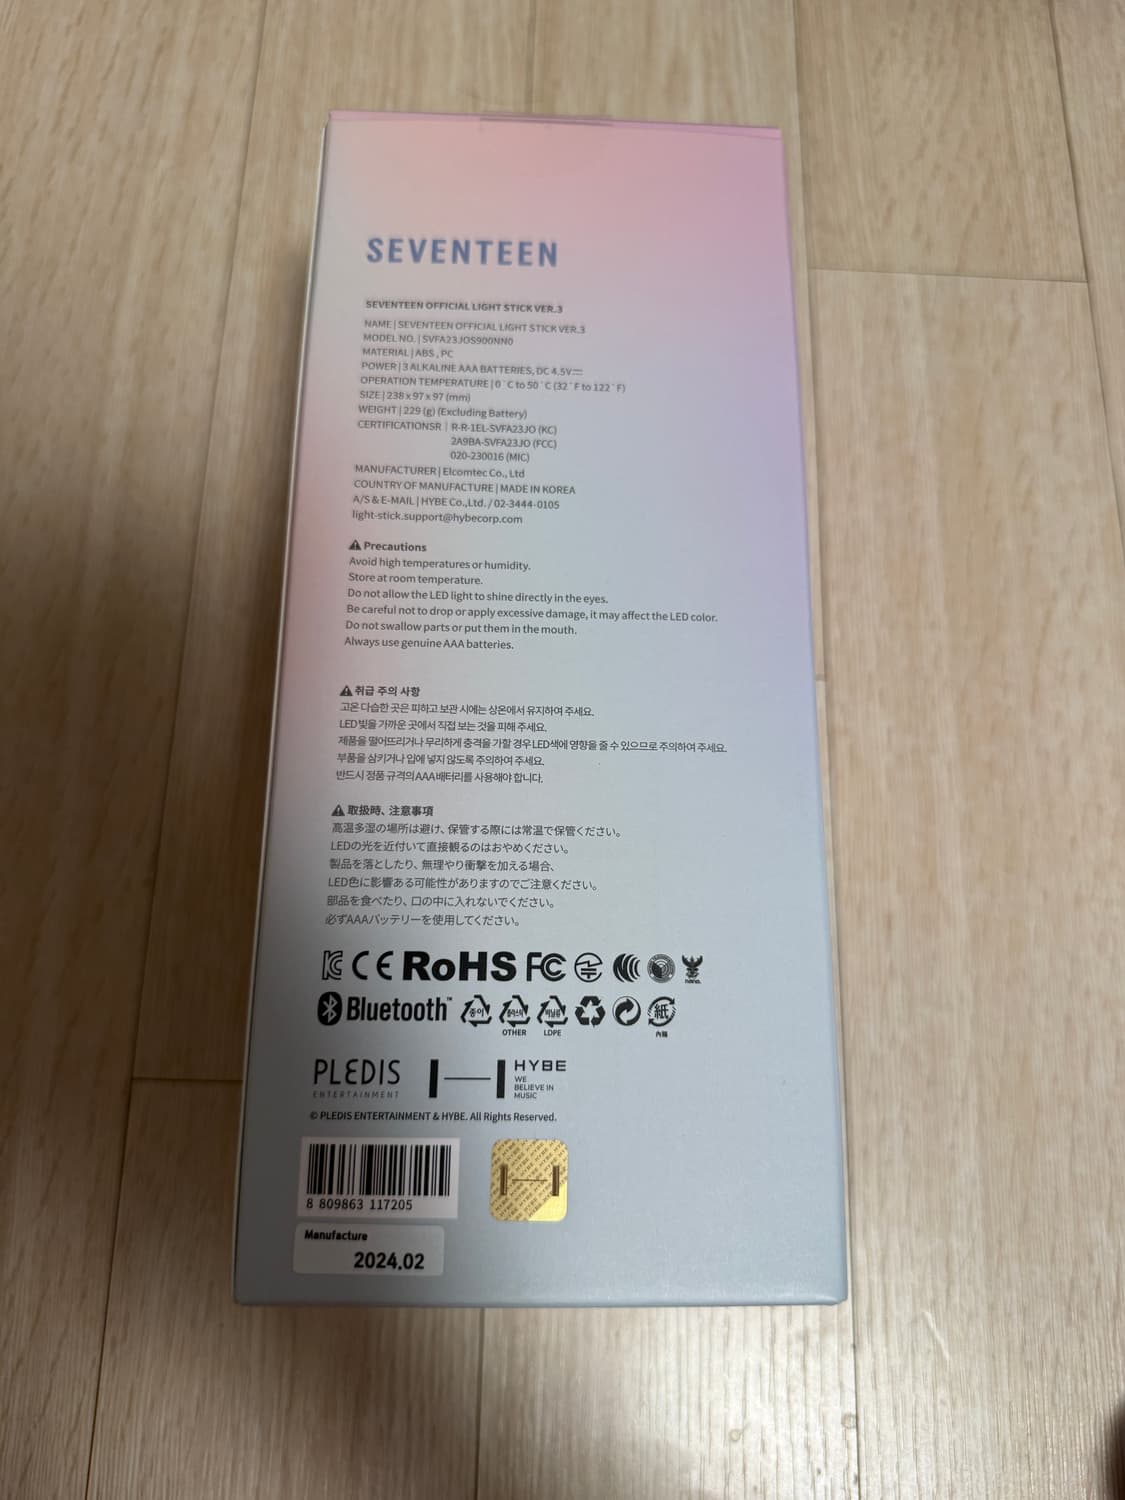 SEVENTEEN
SEVENTEEN OFFICIAL LIGHT STICK VER.3
NAME | SEVENTEEN OFFICIAL LIGHT STICK VER.3
MODEL NO. | SVFA23JOS900NN0
MATERIAL | ABS , PC
POWER | 3 ALKALINE AAA BATTERIES, DC 4.5V⎓
OPERATION TEMPERATURE | 0˚C to 50˚C (32˚F to 122˚F)
SIZE | 238 x 97 x 97 (mm)
WEIGHT | 229 (g) (Excluding Battery)
CERTIFICATIONSR | R-R-1EL-SVFA23JO (KC)
2A9BA-SVFA23JO (FCC)
020-230016 (MIC)
MANUFACTURER | Elcomtec Co., Ltd
COUNTRY OF MANUFACTURE | MADE IN KOREA
A/S & E-MAIL | HYBE Co.,Ltd. / 02-3444-0105
light-stick.support@hybecorp.com
⚠ Precautions
Avoid high temperatures or humidity.
Store at room temperature.
Do not allow the LED light to shine directly in the eyes.
Be careful not to drop or apply excessive damage, it may affect the LED color.
Do not swallow parts or put them in the mouth.
Always use genuine AAA batteries.
⚠ 취급 주의 사항
고온 다습한 곳은 피하고 보관 시에는 상온에서 유지하여 주세요.
LED 빛을 가까운 곳에서 직접 보는 것을 피해 주세요.
제품을 떨어뜨리거나 무리하게 충격을 가할 경우 LED색에 영향을 줄 수 있으므로 주의하여 주세요.
부품을 삼키거나 입에 넣지 않도록 주의하여 주세요.
반드시 정품 규격의 AAA 배터리를 사용해야 합니다.
⚠ 取扱時、注意事項
高温多湿の場所は避け、保管する際には常温で保管ください。
LEDの光を近付いて直接観るのはおやめください。
製品を落としたり、無理やり衝撃を加える場合、
LED色に影響ある可能性がありますのでご注意ください。
部品を食べたり、口の中に入れないでください。
必ずAAAバッテリーを使用してください。
KC CE RoHS FC
Bluetooth™ 종이 플라스틱 비닐류 紙
OTHER LDPE 內箱
PLEDIS
ENTERTAINMENT
HYBE
WE
BELIEVE IN
MUSIC
© PLEDIS ENTERTAINMENT & HYBE. All Rights Reserved.
8 809863 117205
Manufacture
2024.02